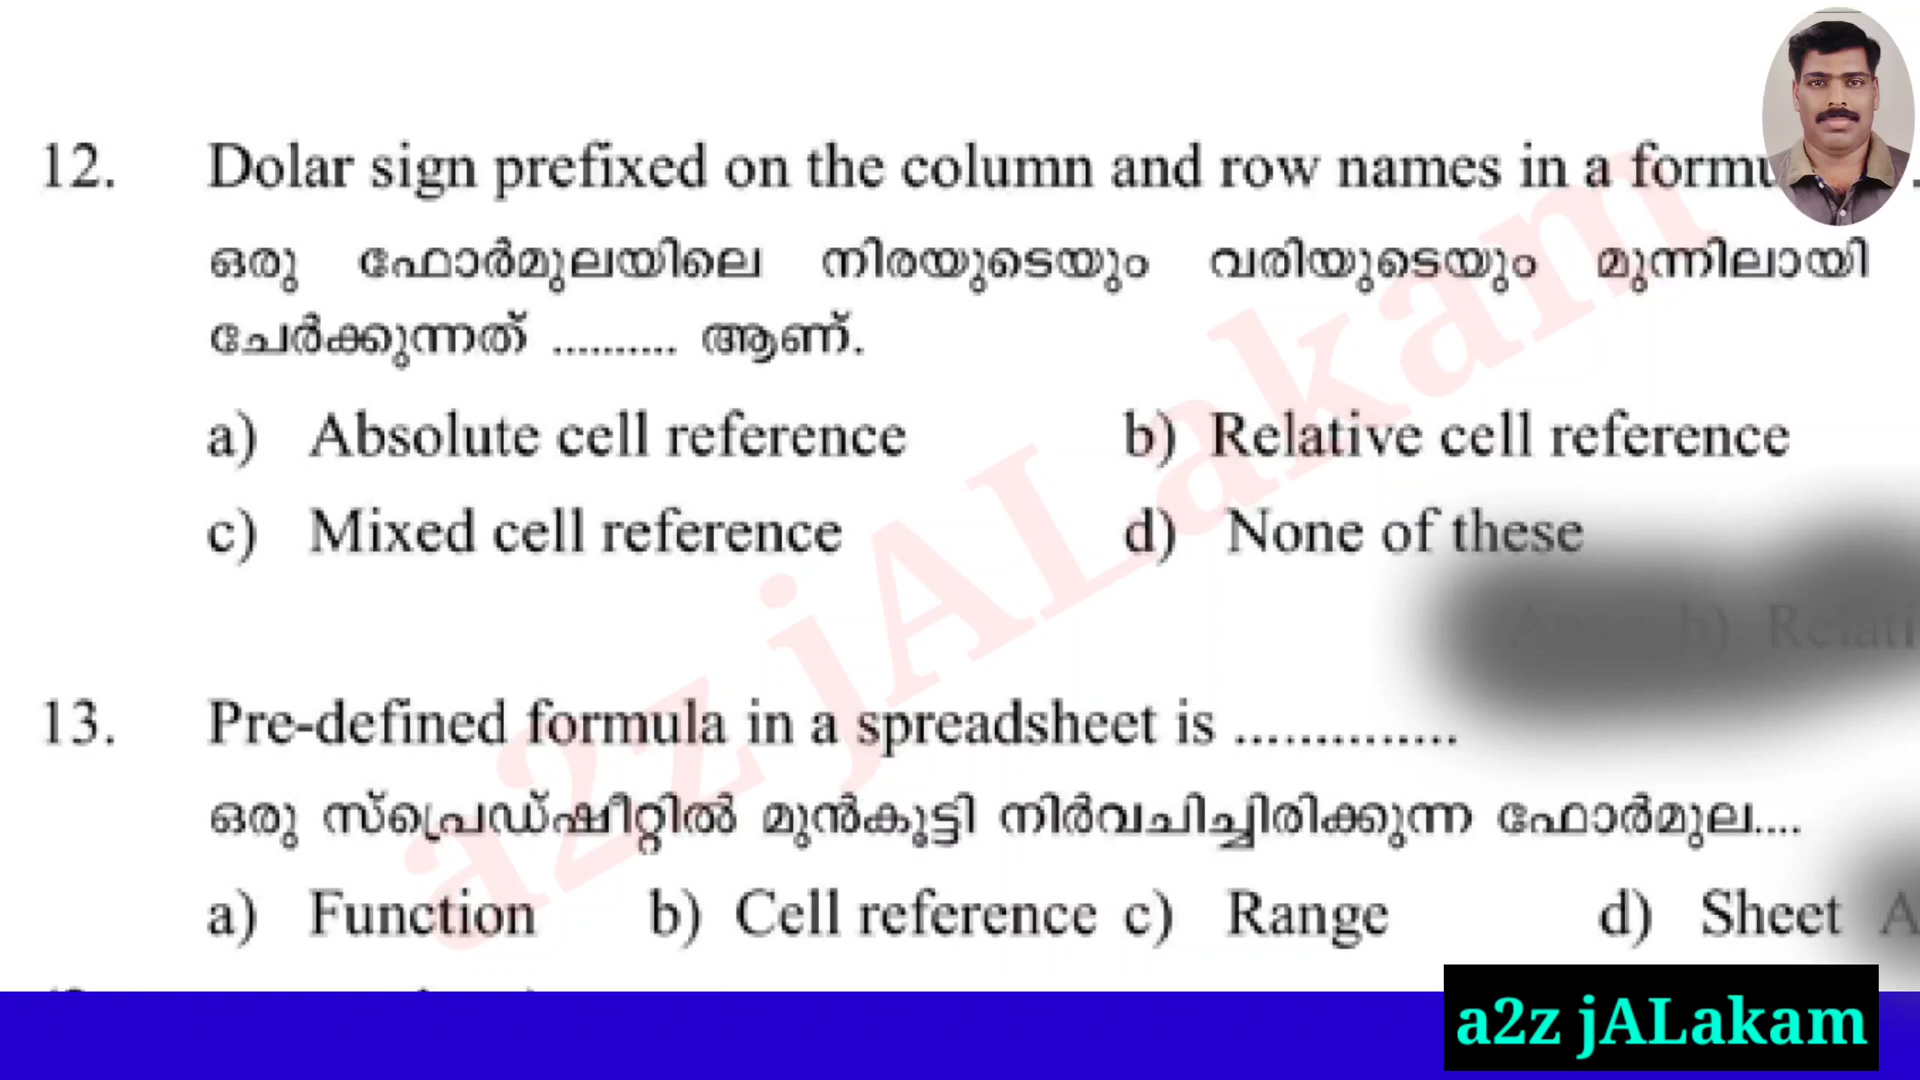 12. Dolar sign prefixed on the column and row names in a
ഒരു ഫോർമുലയിലെ നിരയുടെയും വരിയുടെയും മുന്നിലായി
ചേർക്കുന്നത് .......... ആണ്.
a) Absolute cell reference b) Relative cell reference
c) Mixed cell reference d) None of these
b)
13. Pre-defined formula in a spreadsheet is ..............
ഒരു സ്പ്രെഡ്ഷീറ്റിൽ മുൻകൂട്ടി നിർവചിച്ചിരിക്കുന്ന ഫോർമുല....
a) Function b) Cell reference c) Range d) Sheet
a2z jALakam
a2z jALakam